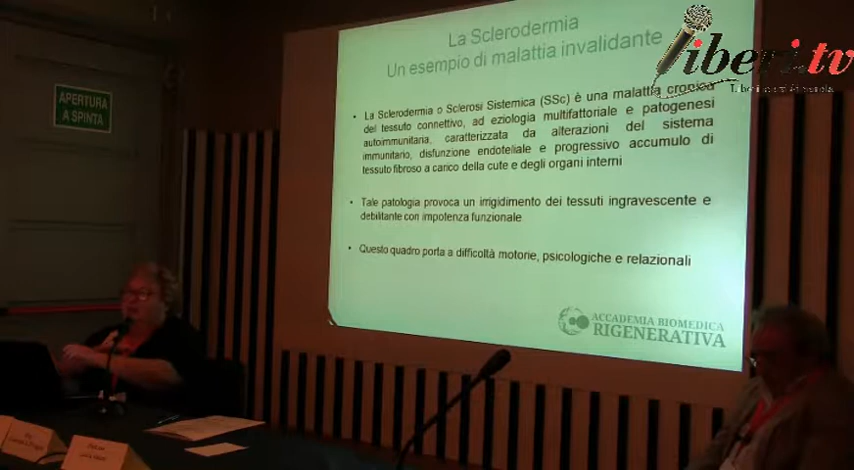 La Sclerodermia
Un esempio di malattia invalidante
iberi.tv
APERTURA
A SPINTA
• La Sclerodermia o Sclerosi Sistemica (SSc) è una malattia cronica
del tessuto connettivo, ad eziologia multifattoriale e patogenesi
autoimmunitaria, caratterizzata da alterazioni del sistema
immunitario, disfunzione endoteliale e progressivo accumulo di
tessuto fibroso a carico della cute e degli organi interni
• Tale patologia provoca un irrigidimento dei tessuti ingravescente e
debilitante con impotenza funzionale
• Questo quadro porta a difficoltà motorie, psicologiche e relazionali
ACCADEMIA BIOMEDICA
RIGENERATIVA